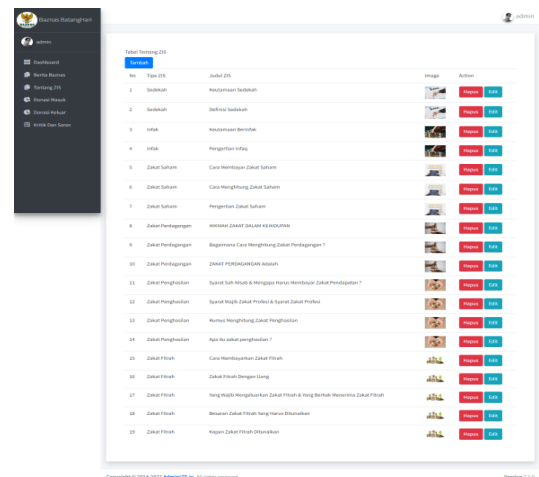 Baznas Batanghari
admin
admin
Dashboard
Berita Baznas
Tentang ZIS
Donasi Masuk
Donasi Keluar
Kritik Dan Saran
Tabel Tentang ZIS
Tambah
No Tipe ZIS Judul ZIS Image Action
1 Sedekah Keutamaan Sedekah Hapus Edit
2 Sedekah Definisi Sedekah Hapus Edit
3 Infak Keutamaan Berinfak Hapus Edit
4 Infak Pengertian Infaq Hapus Edit
5 Zakat Saham Cara Membayar Zakat Saham Hapus Edit
6 Zakat Saham Cara Menghitung Zakat Saham Hapus Edit
7 Zakat Saham Pengertian Zakat Saham Hapus Edit
8 Zakat Perdagangan HIKMAH ZAKAT DALAM KEHIDUPAN Hapus Edit
9 Zakat Perdagangan Bagaimana Cara Menghitung Zakat Perdagangan ? Hapus Edit
10 Zakat Perdagangan ZAKAT PERDAGANGAN Adalah Hapus Edit
11 Zakat Penghasilan Syarat Sah Nisab & Mengapa Harus Membayar Zakat Pendapatan ? Hapus Edit
12 Zakat Penghasilan Syarat Wajib Zakat Profesi & Syarat Zakat Profesi Hapus Edit
13 Zakat Penghasilan Rumus Menghitung Zakat Penghasilan Hapus Edit
14 Zakat Penghasilan Apa itu zakat penghasilan ? Hapus Edit
15 Zakat Fitrah Cara Membayarkan Zakat Fitrah Hapus Edit
16 Zakat Fitrah Zakat Fitrah Dengan Uang Hapus Edit
17 Zakat Fitrah Yang Wajib Mengeluarkan Zakat Fitrah & Yang Berhak Menerima Zakat Fitrah Hapus Edit
18 Zakat Fitrah Besaran Zakat Fitrah Yang Harus Ditunaikan Hapus Edit
19 Zakat Fitrah Kapan Zakat Fitrah Ditunaikan Hapus Edit